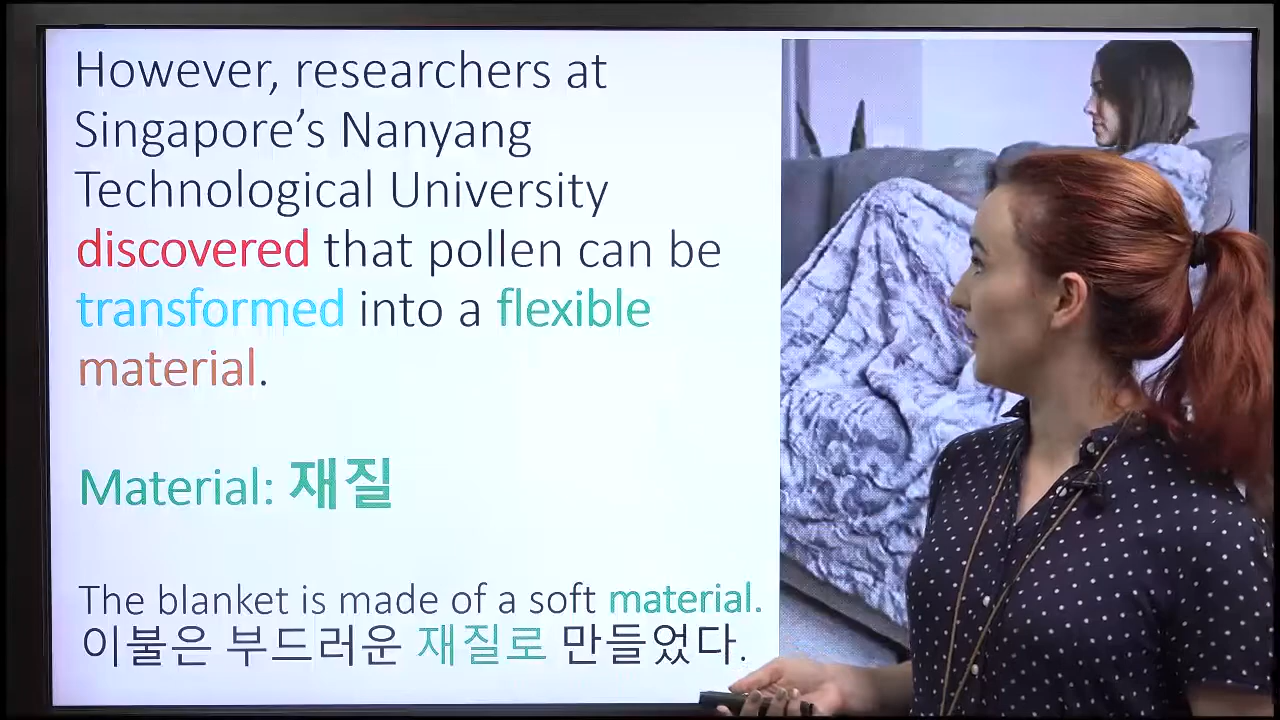 However, researchers at
Singapore’s Nanyang
Technological University
discovered that pollen can be
transformed into a flexible
material.
Material: 재질
The blanket is made of a soft material.
이불은 부드러운 재질로 만들었다.